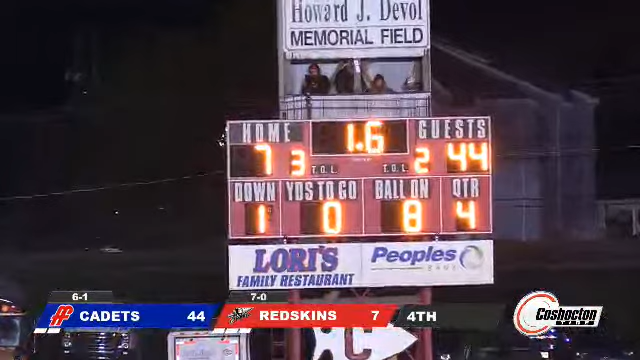 Howard J. Devol
MEMORIAL FIELD
HOME 1.6 GUESTS
7 3 T.O.L. T.O.L. 2 44
DOWN YDS TO GO BALL ON QTR
1 0 8 4
LORI'S
FAMILY RESTAURANT
Peoples
BANK
6-1 7-0
CADETS 44 REDSKINS 7 4TH
Coshocton